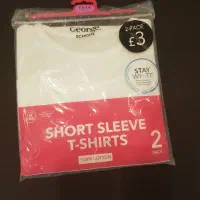 George.
SCHOOL
2 PACK
£3
STAY
WHITE
SHORT SLEEVE
T-SHIRTS
100% COTTON
2
PACK